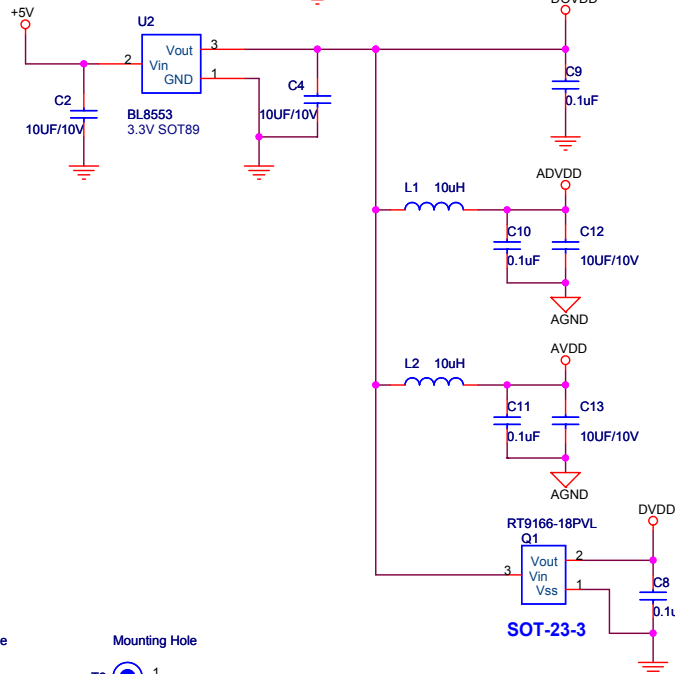 +5V
U2
Vout
3
2
Vin
GND
1
C2
10UF/10V
BL8553
3.3V SOT89
C4
10UF/10V
DOVDD
C9
0.1uF
ADVDD
L1 10uH
C10
0.1uF
C12
10UF/10V
AGND
AVDD
L2 10uH
C11
0.1uF
C13
10UF/10V
AGND
DVDD
RT9166-18PVL
Q1
Vout
2
3
Vin
Vss
1
C8
SOT-23-3
Mounting Hole
1